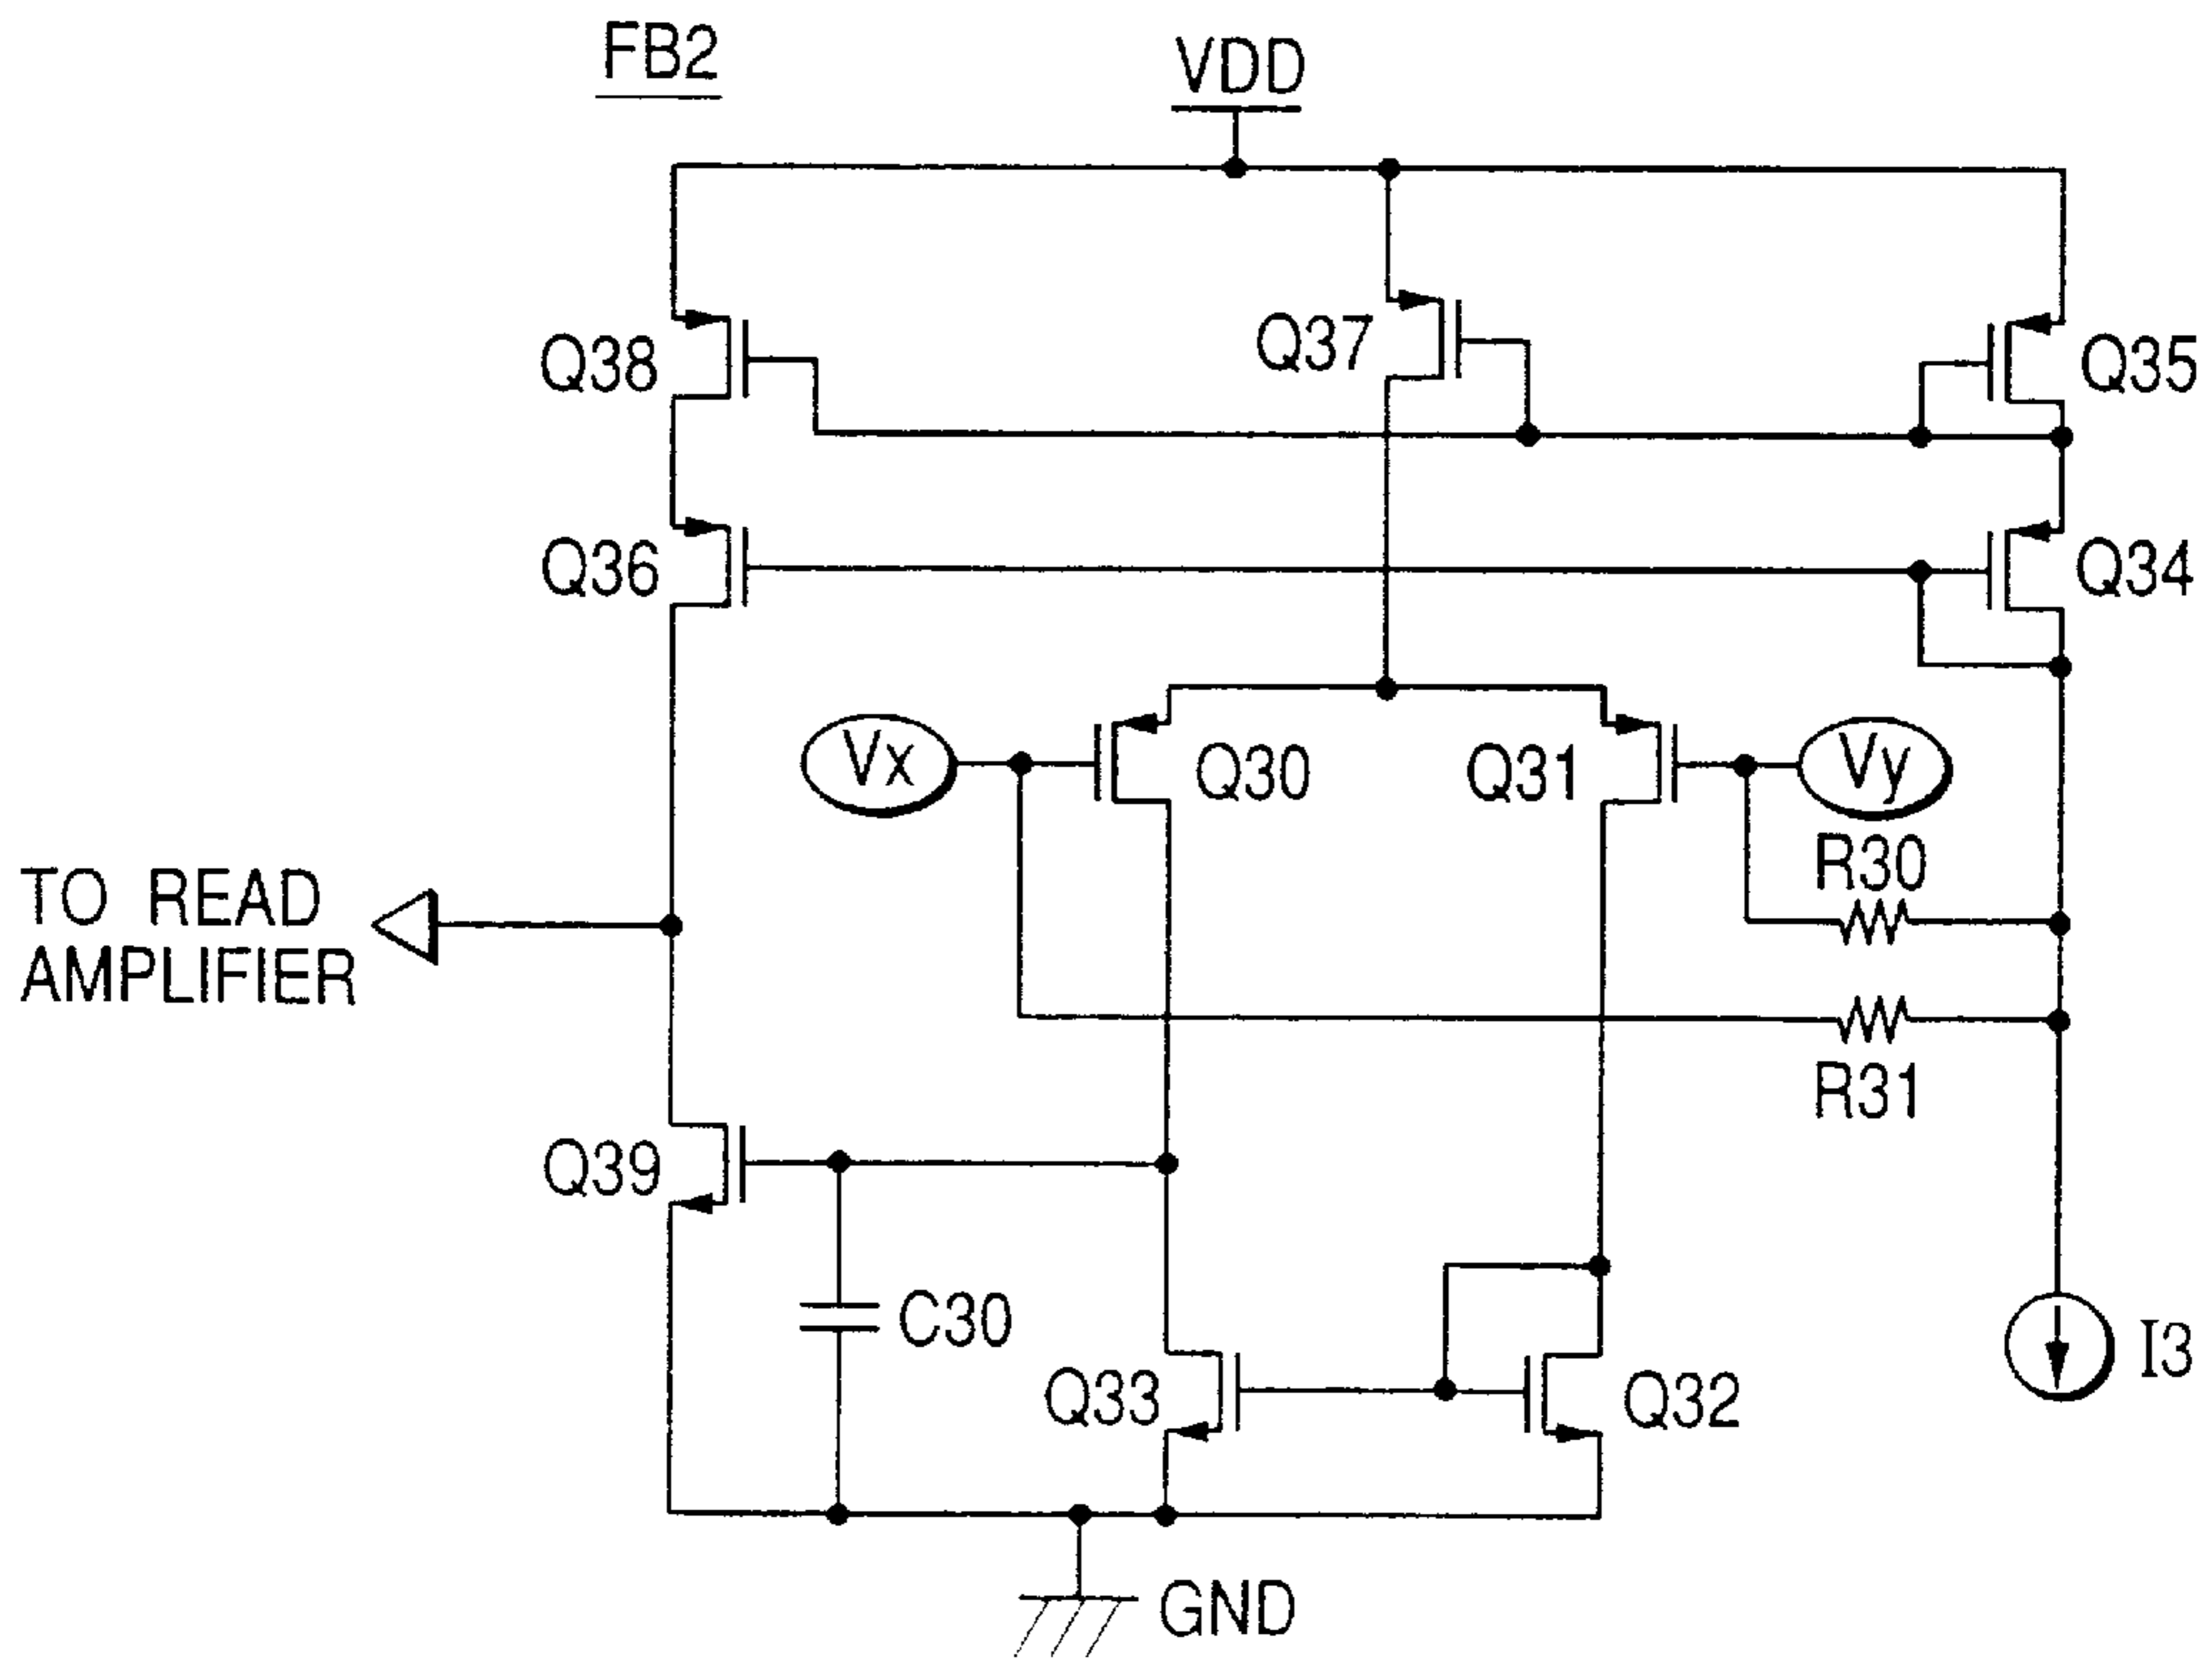 FB2
VDD
Q38
Q37
Q35
Q36
Q34
Vx
Q30
Q31
Vy
R30
TO READ
AMPLIFIER
R31
Q39
C30
Q33
Q32
I3
GND